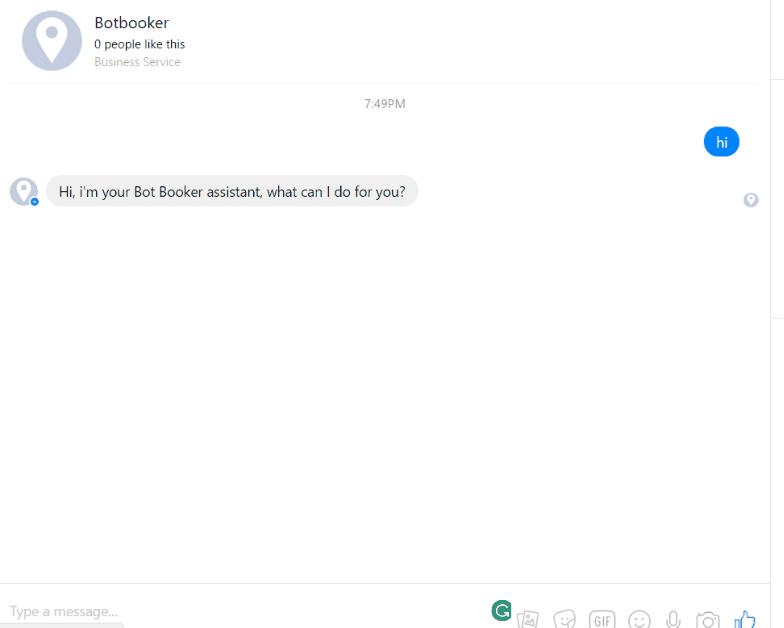 Botbooker
0 people like this
Business Service
7:49PM
hi
Hi, i'm your Bot Booker assistant, what can I do for you?
Type a message...
GIF